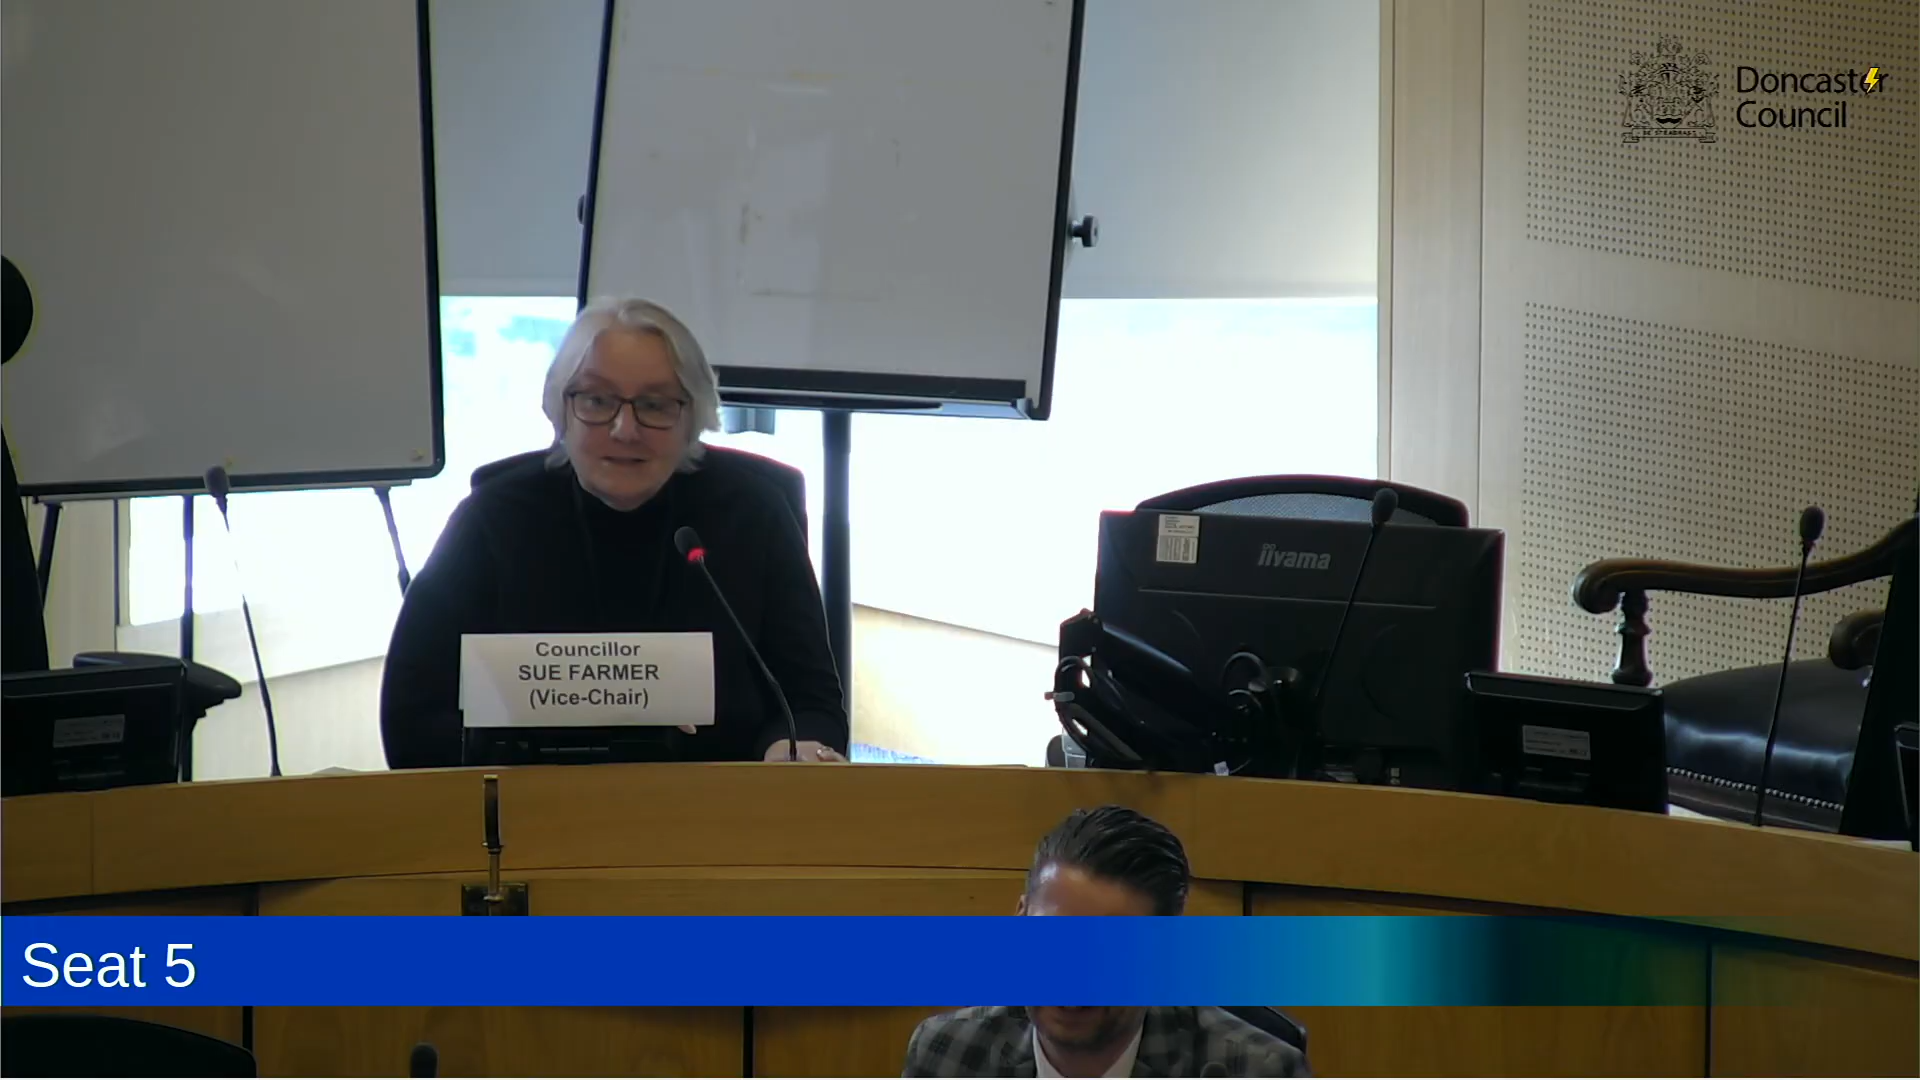 Doncaster
Council
iiyama
Councillor
SUE FARMER
(Vice-Chair)
Seat 5